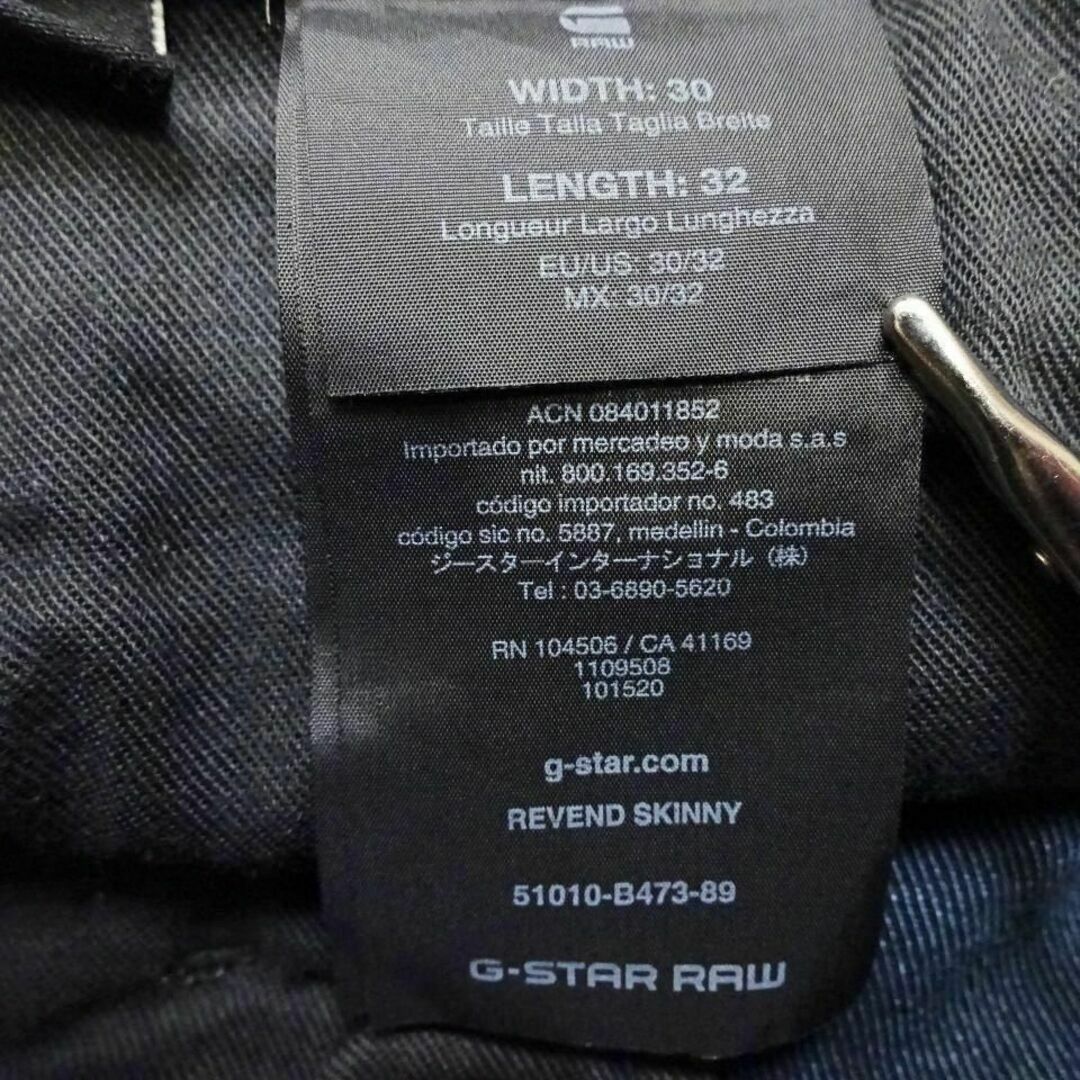 RAW
WIDTH: 30
Taille Talla Taglia Breite
LENGTH: 32
Longueur Largo Lunghezza
EU/US: 30/32
MX: 30/32
ACN 084011852
Importado por mercadeo y moda s.a.s
nit. 800.169.352-6
código importador no. 483
código sic no. 5887, medellin - Colombia
ジースターインターナショナル（株）
Tel : 03-6890-5620
RN 104506 / CA 41169
1109508
101520
g-star.com
REVEND SKINNY
51010-B473-89
G-STAR RAW